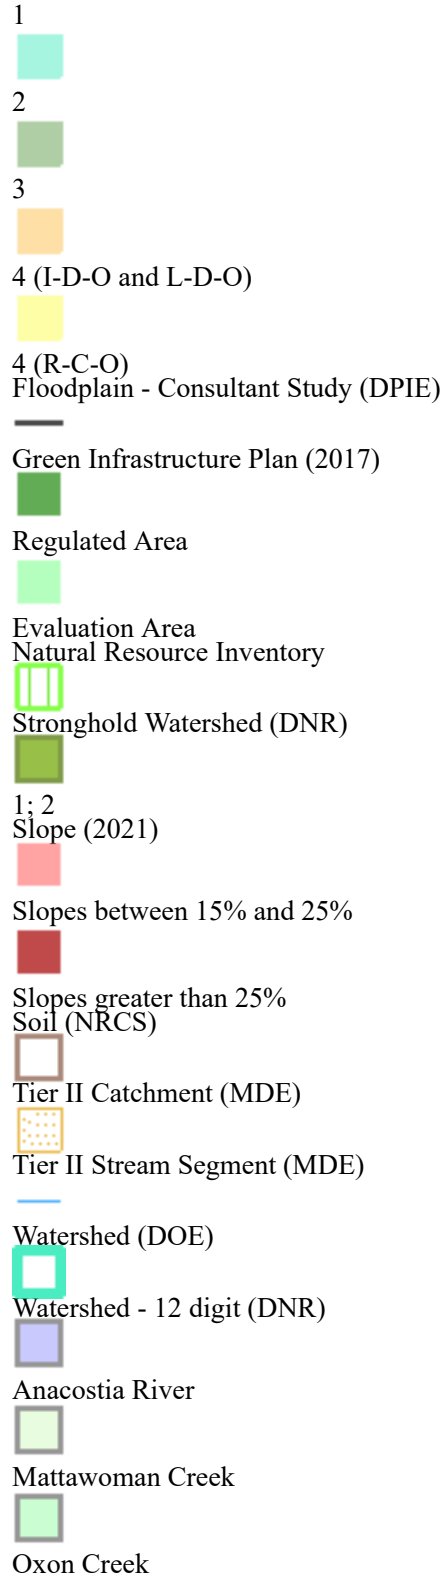 1
2
3
4 (I-D-O and L-D-O)
4 (R-C-O)
Floodplain - Consultant Study (DPIE)
Green Infrastructure Plan (2017)
Regulated Area
Evaluation Area
Natural Resource Inventory
Stronghold Watershed (DNR)
1; 2
Slope (2021)
Slopes between 15% and 25%
Slopes greater than 25%
Soil (NRCS)
Tier II Catchment (MDE)
Tier II Stream Segment (MDE)
Watershed (DOE)
Watershed - 12 digit (DNR)
Anacostia River
Mattawoman Creek
Oxon Creek